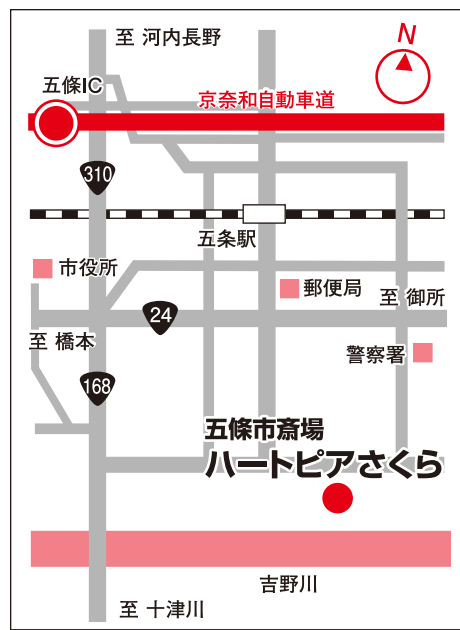 至 河内長野
N
五條IC
京奈和自動車道
310
五条駅
市役所
郵便局
至 御所
24
至 橋本
警察署
168
五條市斎場
ハートピアさくら
吉野川
至 十津川